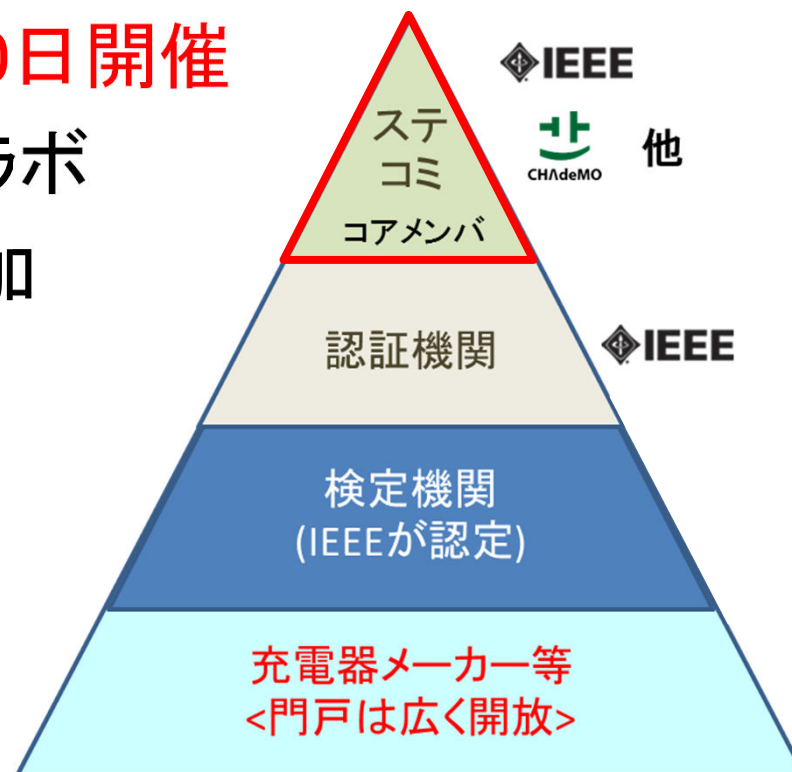 0日開催
ラボ
加
IEEE
ステ
コミ
コアメンバ
CHAdeMO
他
認証機関
IEEE
検定機関
(IEEEが認定)
充電器メーカー等
<門戸は広く開放>